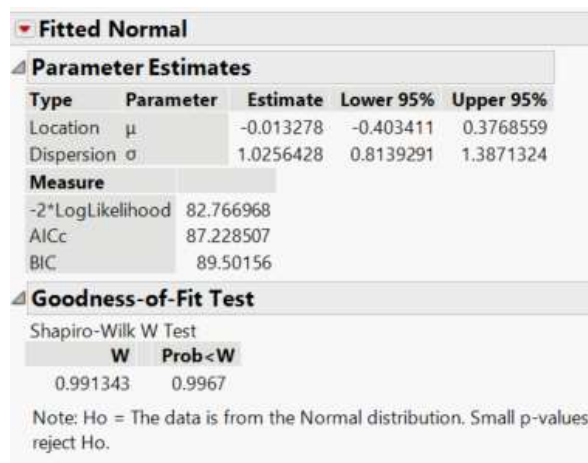 Fitted Normal
Parameter Estimates
Type Parameter Estimate Lower 95% Upper 95%
Location μ -0.013278 -0.403411 0.3768559
Dispersion σ 1.0256428 0.8139291 1.3871324
Measure
-2*LogLikelihood 82.766968
AICc 87.228507
BIC 89.50156
Goodness-of-Fit Test
Shapiro-Wilk W Test
W Prob<W
0.991343 0.9967
Note: Ho = The data is from the Normal distribution. Small p-values
reject Ho.